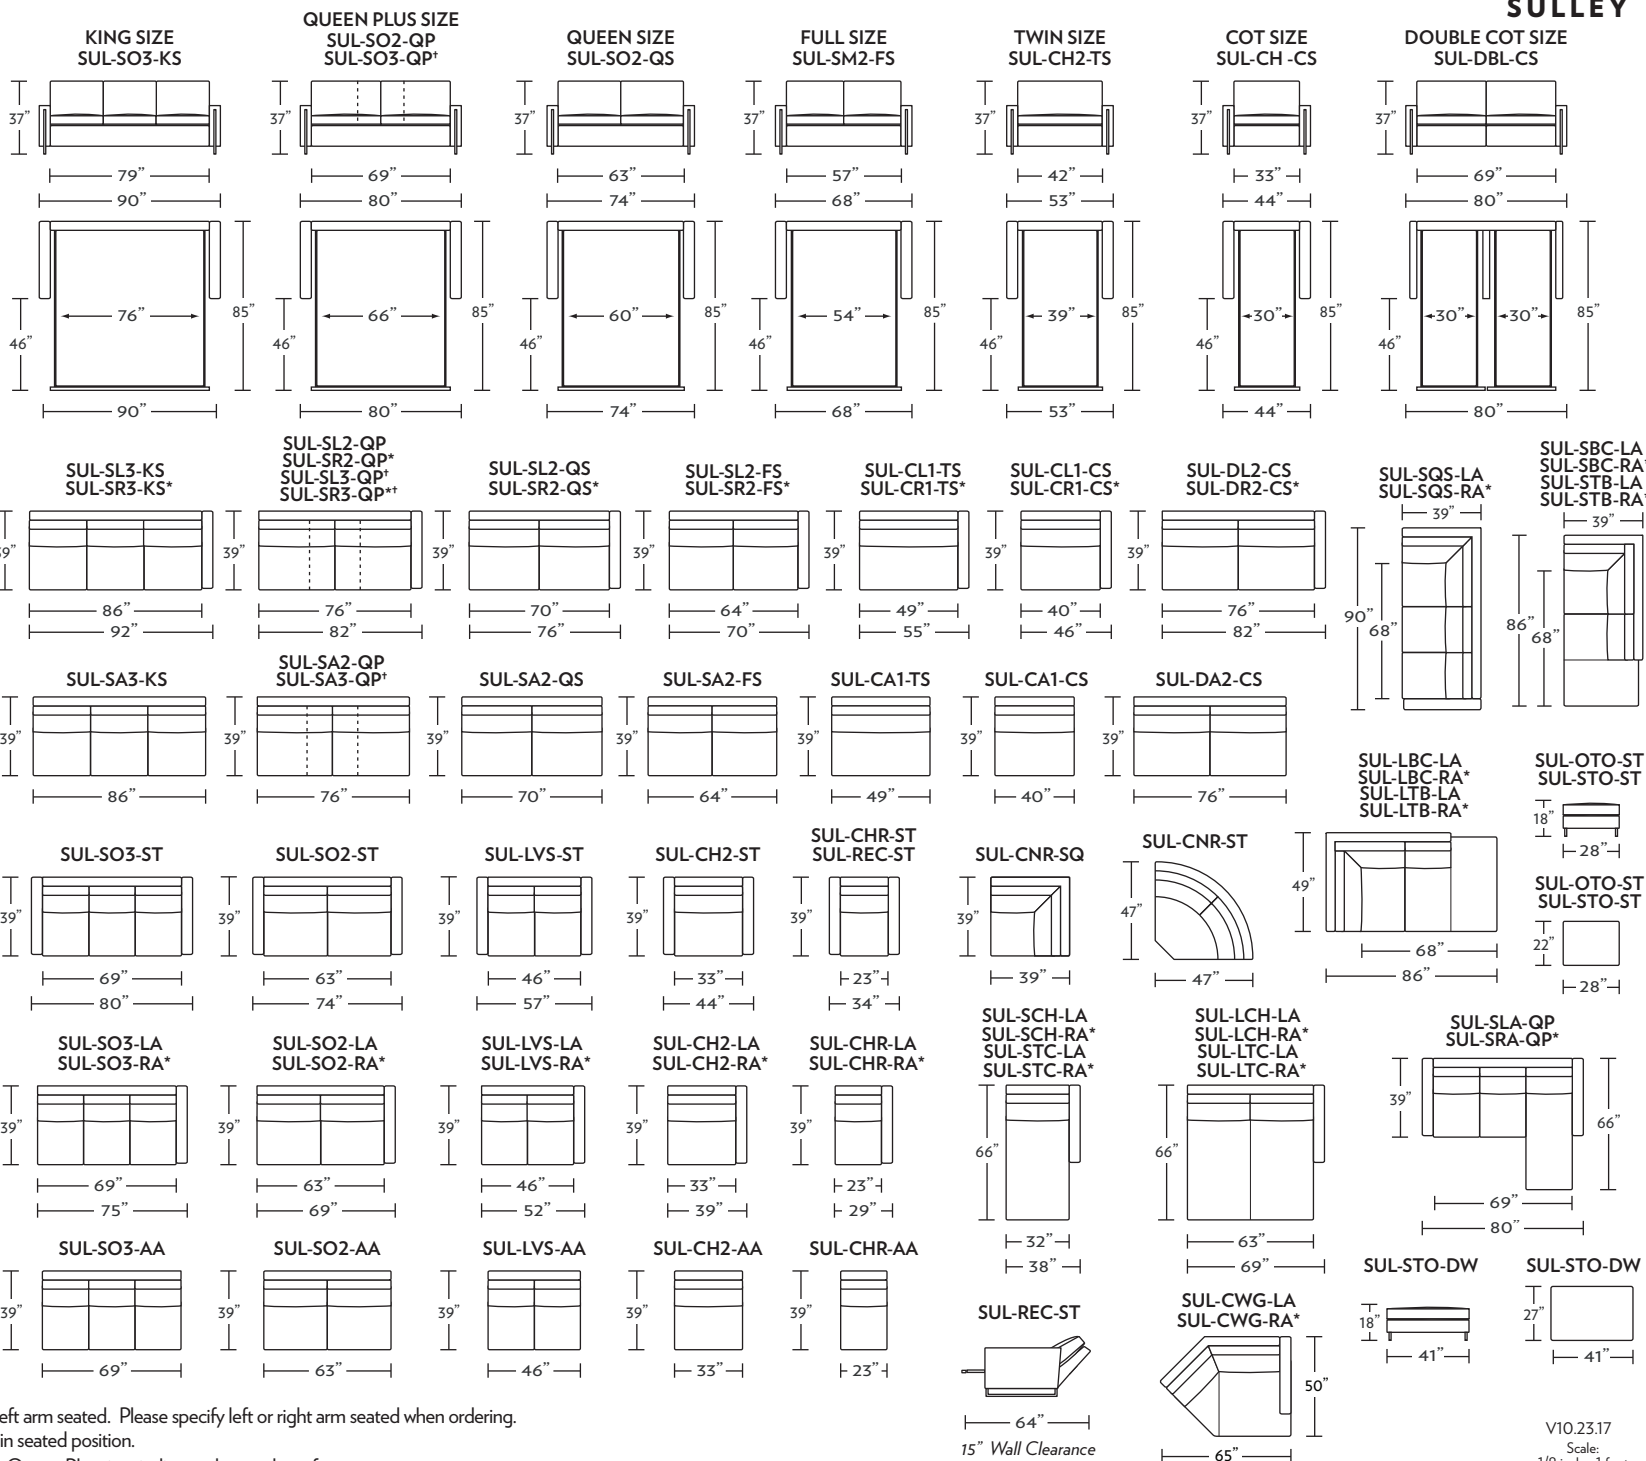 SULLEY
KING SIZE
SUL-SO3-KS
37”
79”
90”
76”
46”
85”
90”
QUEEN PLUS SIZE
SUL-SO2-QP
SUL-SO3-QP†
37”
69”
80”
66”
46”
85”
80”
QUEEN SIZE
SUL-SO2-QS
37”
63”
74”
60”
46”
85”
74”
FULL SIZE
SUL-SM2-FS
37”
57”
68”
54”
46”
85”
68”
TWIN SIZE
SUL-CH2-TS
37”
42”
53”
39”
46”
85”
53”
COT SIZE
SUL-CH -CS
37”
33”
44”
30”
46”
85”
44”
DOUBLE COT SIZE
SUL-DBL-CS
37”
69”
80”
30” 30”
46”
85”
80”
SUL-SL3-KS
SUL-SR3-KS*
39”
86”
92”
SUL-SL2-QP
SUL-SR2-QP*
SUL-SL3-QP†
SUL-SR3-QP*†
39”
76”
82”
SUL-SL2-QS
SUL-SR2-QS*
39”
70”
76”
SUL-SL2-FS
SUL-SR2-FS*
39”
64”
70”
SUL-CL1-TS
SUL-CR1-TS*
39”
49”
55”
SUL-CL1-CS
SUL-CR1-CS*
39”
40”
46”
SUL-DL2-CS
SUL-DR2-CS*
39”
76”
82”
SUL-SQS-LA
SUL-SQS-RA*
39”
90”
68”
SUL-SBC-LA
SUL-SBC-RA*
SUL-STB-LA
SUL-STB-RA*
39”
86”
68”
SUL-SA3-KS
39”
86”
SUL-SA2-QP
SUL-SA3-QP†
39”
76”
SUL-SA2-QS
39”
70”
SUL-SA2-FS
39”
64”
SUL-CA1-TS
39”
49”
SUL-CA1-CS
39”
40”
SUL-DA2-CS
39”
76”
SUL-LBC-LA
SUL-LBC-RA*
SUL-LTB-LA
SUL-LTB-RA*
49”
68”
86”
SUL-OTO-ST
SUL-STO-ST
18”
28”
SUL-OTO-ST
SUL-STO-ST
22”
28”
SUL-SO3-ST
39”
69”
80”
SUL-SO2-ST
39”
63”
74”
SUL-LVS-ST
39”
46”
57”
SUL-CH2-ST
39”
33”
44”
SUL-CHR-ST
SUL-REC-ST
39”
23”
34”
SUL-CNR-SQ
39”
39”
SUL-CNR-ST
47”
47”
SUL-SO3-LA
SUL-SO3-RA*
39”
69”
75”
SUL-SO2-LA
SUL-SO2-RA*
39”
63”
69”
SUL-LVS-LA
SUL-LVS-RA*
39”
46”
52”
SUL-CH2-LA
SUL-CH2-RA*
39”
33”
39”
SUL-CHR-LA
SUL-CHR-RA*
39”
23”
29”
SUL-SCH-LA
SUL-SCH-RA*
SUL-STC-LA
SUL-STC-RA*
66”
32”
38”
SUL-LCH-LA
SUL-LCH-RA*
SUL-LTC-LA
SUL-LTC-RA*
66”
63”
69”
SUL-SLA-QP
SUL-SRA-QP*
39”
66”
69”
80”
SUL-SO3-AA
39”
69”
SUL-SO2-AA
39”
63”
SUL-LVS-AA
39”
46”
SUL-CH2-AA
39”
33”
SUL-CHR-AA
39”
23”
SUL-REC-ST
64”
15” Wall Clearance
SUL-CWG-LA
SUL-CWG-RA*
50”
65”
SUL-STO-DW
18”
41”
SUL-STO-DW
27”
41”
eft arm seated. Please specify left or right arm seated when ordering.
in seated position.
V10.23.17
Scale: